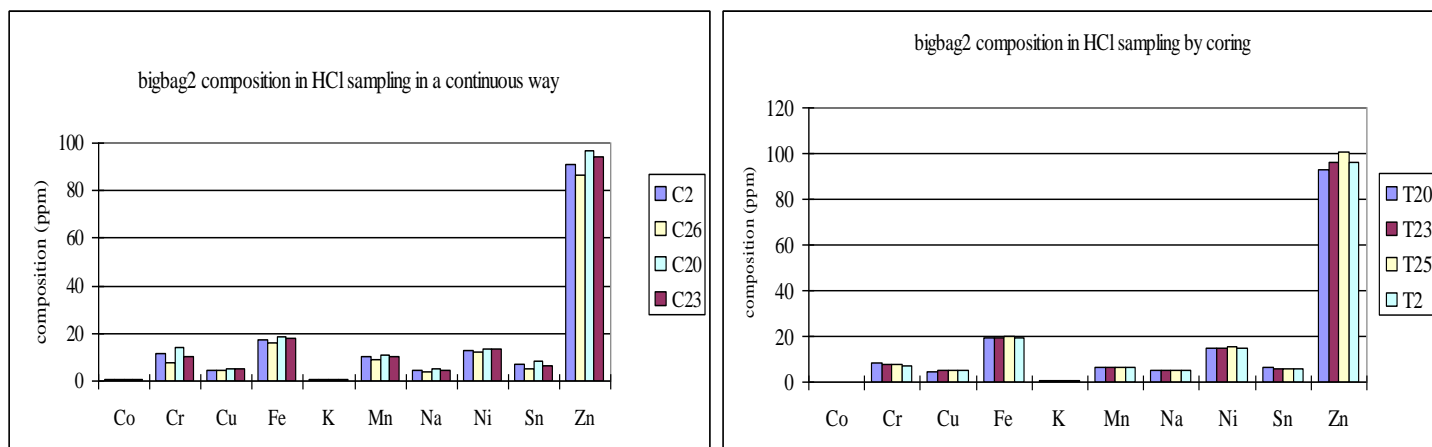 bigbag2 composition in HCl sampling in a continuous way
composition (ppm)
100
80
60
40
20
0
Co Cr Cu Fe K Mn Na Ni Sn Zn
C2
C26
C20
C23
bigbag2 composition in HCl sampling by coring
composition (ppm)
120
100
80
60
40
20
0
Co Cr Cu Fe K Mn Na Ni Sn Zn
T20
T23
T25
T2